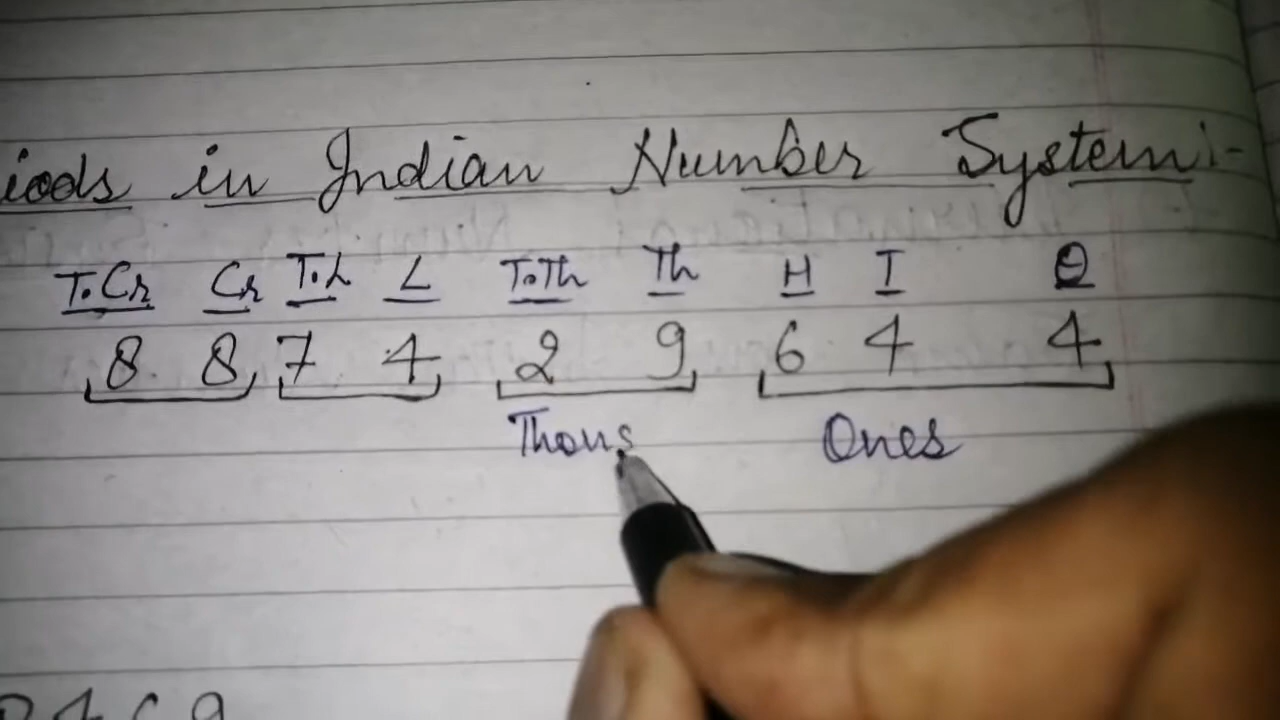 in Indian Number System:-
T.Cr Cr T.L L T.Th Th H T O
8 8 7 4 2 9 6 4 4
Thous Ones